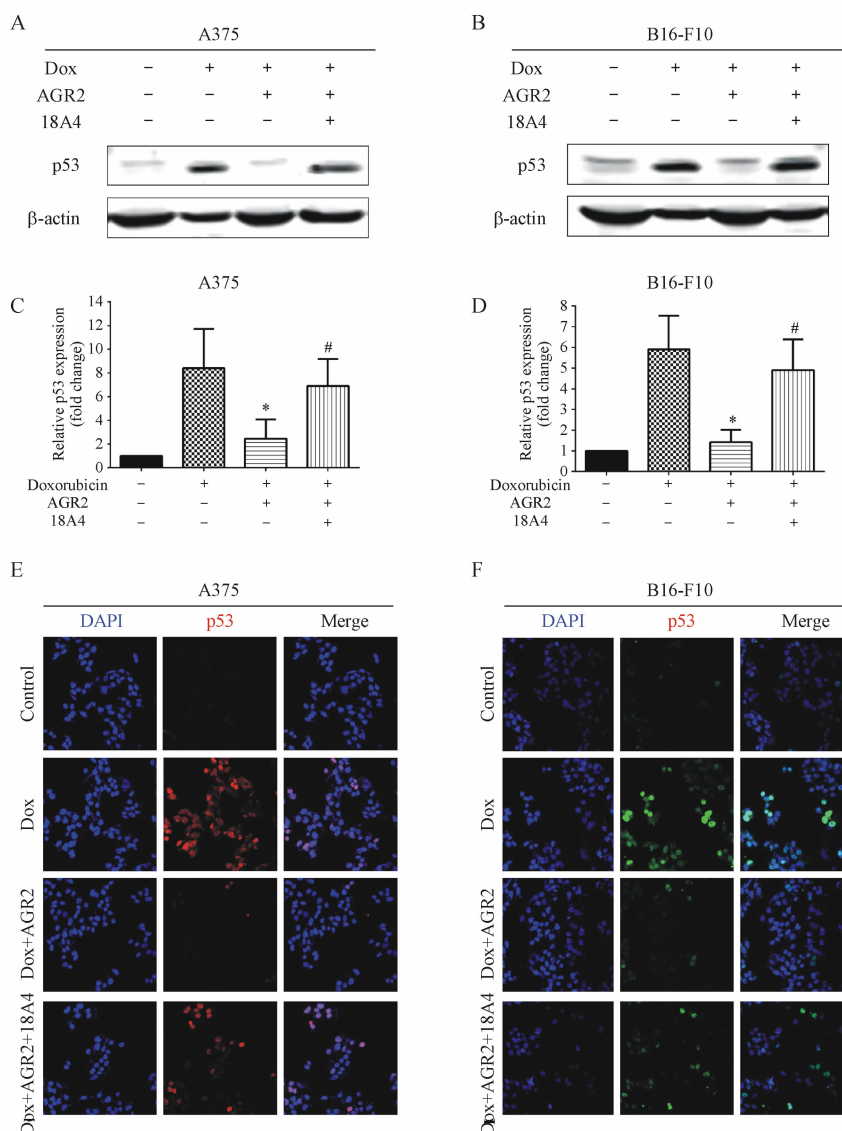 A
A375
Dox – + + +
AGR2 – – + +
18A4 – – – +
p53
β-actin
B
B16-F10
Dox – + + +
AGR2 – – + +
18A4 – – – +
p53
β-actin
C
A375
Relative p53 expression
(fold change)
14
12
10
8
6
4
2
0
*
#
Doxorubicin – + + +
AGR2 – – + +
18A4 – – – +
D
B16-F10
Relative p53 expression
(fold change)
8
7
6
5
4
3
2
1
0
*
#
Doxorubicin – + + +
AGR2 – – + +
18A4 – – – +
E
A375
DAPI p53 Merge
Control
Dox
Dox+AGR2
Dox+AGR2+18A4
F
B16-F10
DAPI p53 Merge
Control
Dox
Dox+AGR2
Dox+AGR2+18A4